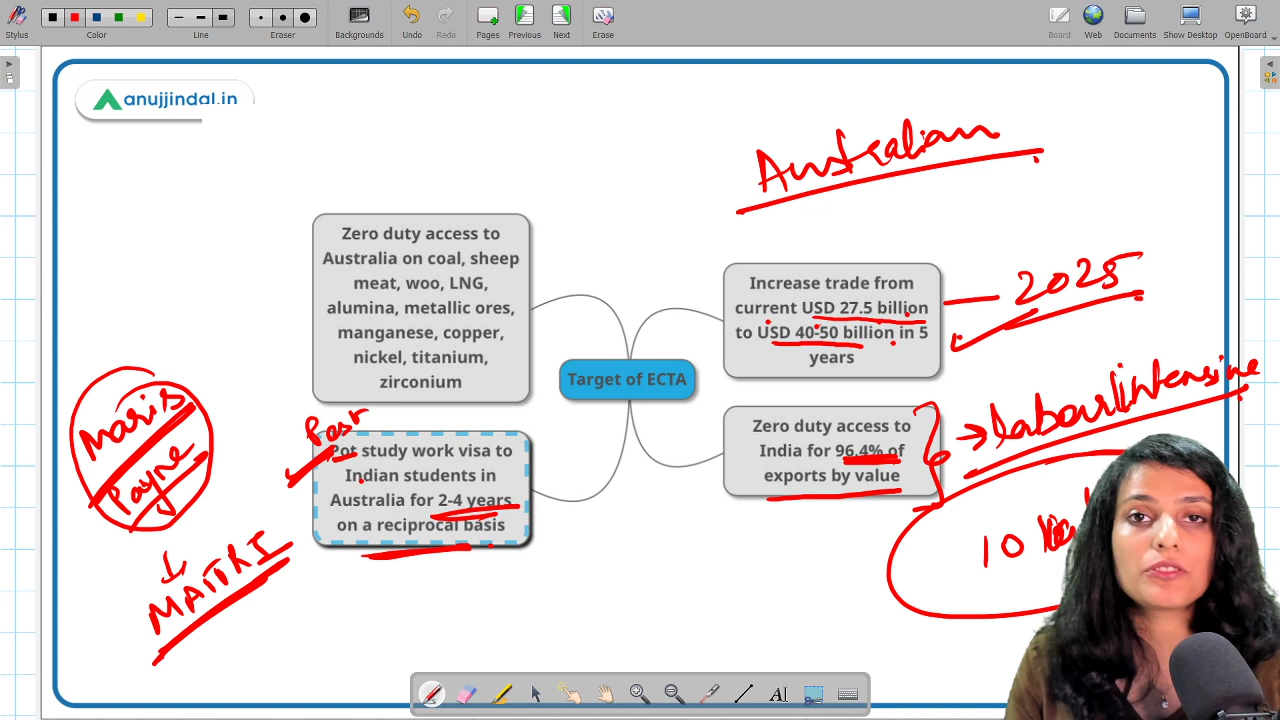 Stylus
Color
Line
Eraser
Backgrounds
Undo
Redo
Pages
Previous
Next
Erase
Board
Web
Documents
Show Desktop
OpenBoard
anujjindal.in
Australian
Zero duty access to
Australia on coal, sheep
meat, woo, LNG,
alumina, metallic ores,
manganese, copper,
nickel, titanium,
zirconium
Increase trade from
current USD 27.5 billion
to USD 40-50 billion in 5
years
2025
Target of ECTA
Post
Pot study work visa to
Indian students in
Australia for 2-4 years
on a reciprocal basis
Zero duty access to
India for 96.4% of
exports by value
labour intensive
10
Maris
Payne
MAITRI